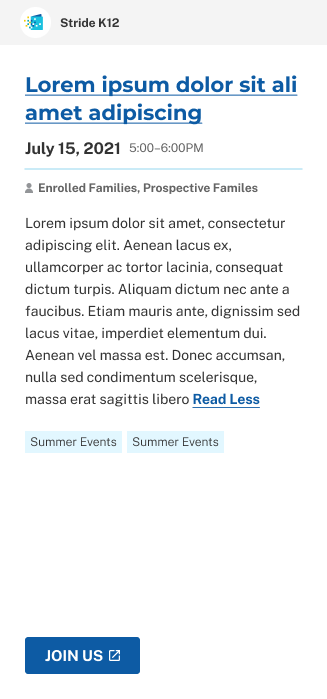 Stride K12
Lorem ipsum dolor sit ali
amet adipiscing
July 15, 2021 5:00–6:00PM
Enrolled Families, Prospective Familes
Lorem ipsum dolor sit amet, consectetur
adipiscing elit. Aenean lacus ex,
ullamcorper ac tortor lacinia, consequat
dictum turpis. Aliquam dictum nec ante a
faucibus. Etiam mauris ante, dignissim sed
lacus vitae, imperdiet elementum dui.
Aenean vel massa est. Donec accumsan,
nulla sed condimentum scelerisque,
massa erat sagittis libero Read Less
Summer Events Summer Events
JOIN US